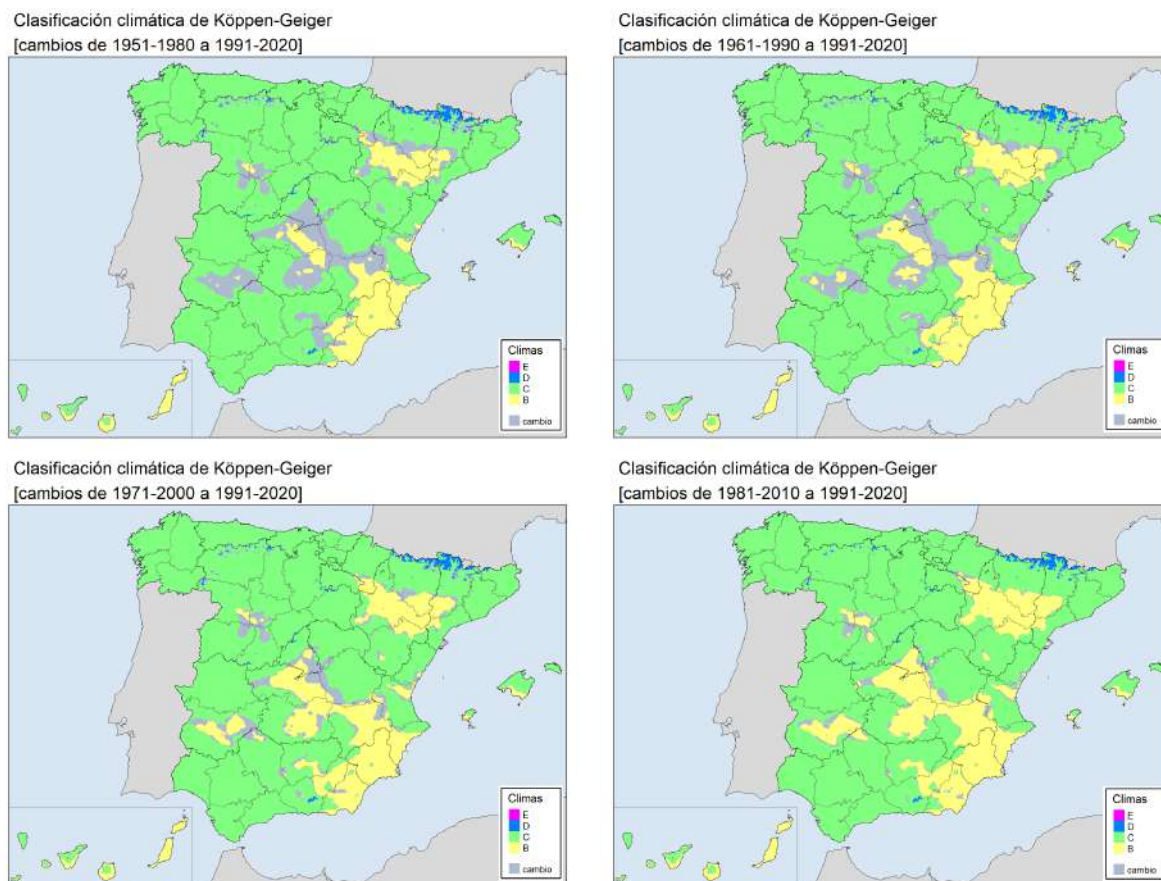 Clasificación climática de Köppen-Geiger
[cambios de 1951-1980 a 1991-2020]
Climas
E
D
C
B
cambio
Clasificación climática de Köppen-Geiger
[cambios de 1961-1990 a 1991-2020]
Climas
E
D
C
B
cambio
Clasificación climática de Köppen-Geiger
[cambios de 1971-2000 a 1991-2020]
Climas
E
D
C
B
cambio
Clasificación climática de Köppen-Geiger
[cambios de 1981-2010 a 1991-2020]
Climas
E
D
C
B
cambio